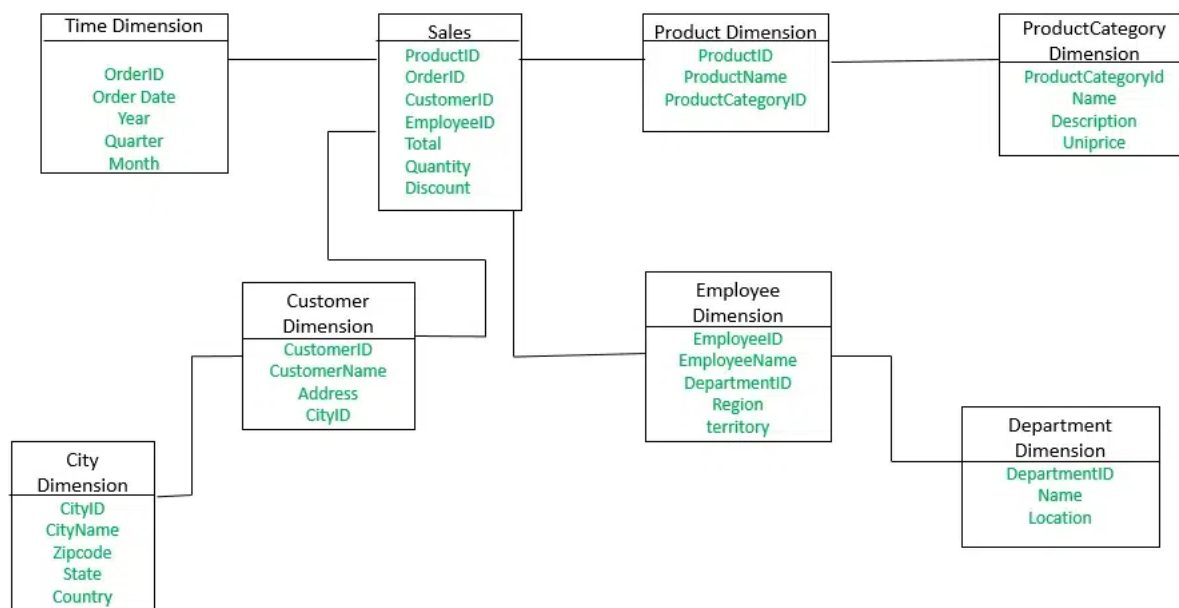 Time Dimension
OrderID
Order Date
Year
Quarter
Month
Sales
ProductID
OrderID
CustomerID
EmployeeID
Total
Quantity
Discount
Product Dimension
ProductID
ProductName
ProductCategoryID
ProductCategory
Dimension
ProductCategoryId
Name
Description
Uniprice
Customer
Dimension
CustomerID
CustomerName
Address
CityID
Employee
Dimension
EmployeeID
EmployeeName
DepartmentID
Region
territory
City
Dimension
CityID
CityName
Zipcode
State
Country
Department
Dimension
DepartmentID
Name
Location